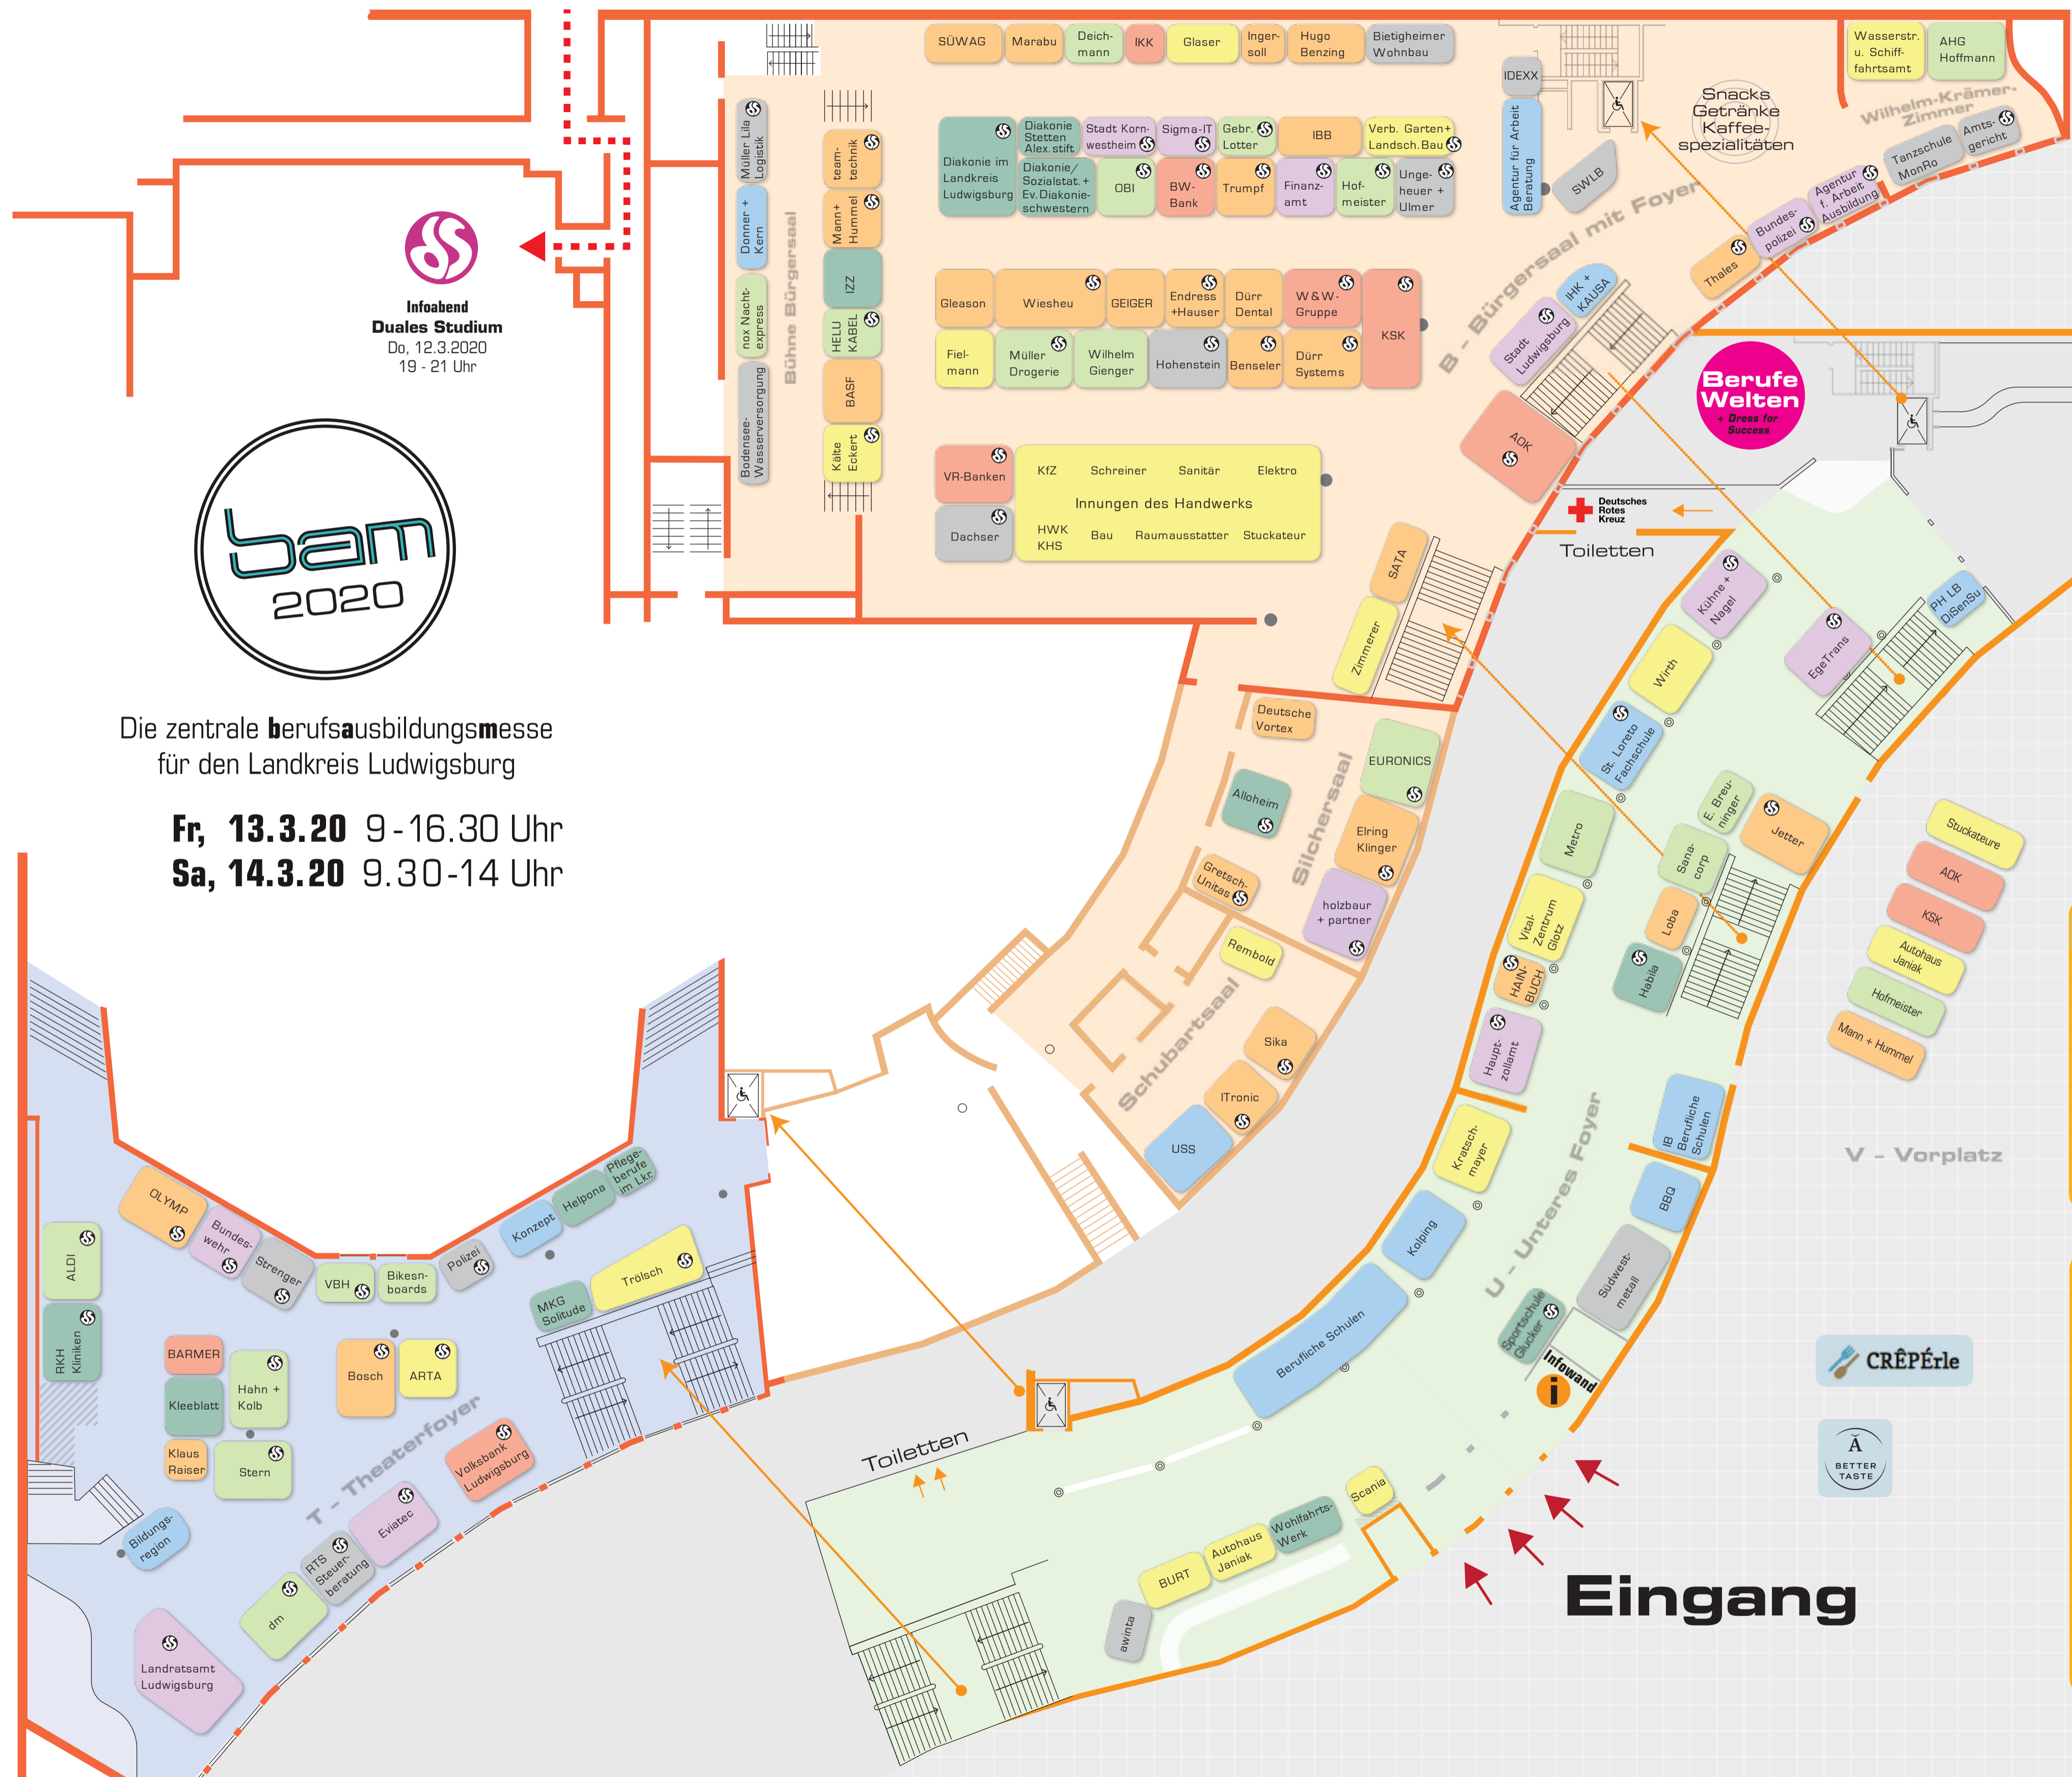 SÜWAG
Marabu
Deich-
mann
IKK
Glaser
Inger-
soll
Hugo
Benzing
Bietigheimer
Wohnbau
IDEXX
Agentur für Arbeit
Beratung
SWLB
Snacks
Getränke
Kaffee-
spezialitäten
Wasserstr.
u. Schiff-
fahrtsamt
AHG
Hoffmann
Wilhelm-Krämer-
Zimmer
Tanzschule
MonRo
Amts-
gericht
Agentur
f. Arbeit
Ausbildung
Bundes-
polizei
Thales
Müller Lila
Logistik
Donner +
Kern
nox Nacht-
express
Bodensee-
Wasserversorgung
Bühne Bürgersaal
team-
technik
Mann+
Hummel
IZZ
HELU
KABEL
BASF
Kälte
Eckert
Diakonie im
Landkreis
Ludwigsburg
Diakonie
Stetten
Alex.stift
Stadt Korn-
westheim
Sigma-IT
Gebr.
Lotter
IBB
Verb. Garten+
Landsch.Bau
Diakonie/
Sozialstat.+
Ev.Diakonie-
schwestern
OBI
BW-
Bank
Trumpf
Finanz-
amt
Hof-
meister
Unge-
heuer +
Ulmer
Gleason
Wiesheu
GEIGER
Endress
+Hauser
Dürr
Dental
W&W-
Gruppe
KSK
Fiel-
mann
Müller
Drogerie
Wilhelm
Gienger
Hohenstein
Benseler
Dürr
Systems
B - Bürgersaal mit Foyer
IHK +
KAUSA
Stadt
Ludwigsburg
AOK
VR-Banken
Dachser
KfZ
Schreiner
Sanitär
Elektro
Innungen des Handwerks
HWK
KHS
Bau
Raumausstatter
Stuckateur
SATA
Zimmerer
Infoabend
Duales Studium
Do, 12.3.2020
19 - 21 Uhr
bam
2020
Die zentrale berufsausbildungsmesse
für den Landkreis Ludwigsburg
Fr, 13.3.20 9-16.30 Uhr
Sa, 14.3.20 9.30-14 Uhr
Berufe
Welten
+ Dress for
Success
Deutsches
Rotes
Kreuz
Toiletten
Deutsche
Vortex
EURONICS
Alloheim
Elring
Klinger
Gretsch-
Unitas
holzbaur
+ partner
Silchersaal
Rembold
Schubartsaal
Sika
ITronic
USS
Kühne +
Nagel
Wirth
St. Loreto
Fachschule
Metro
Vital-
Zentrum
Glotz
HAIN-
BUCH
Haupt-
zollamt
PH LB
DiSenSu
EgeTrans
E. Breu-
ninger
Jetter
Sana-
corp
Loba
Habila
Kratsch-
mayer
Kolping
Berufliche Schulen
IB
Berufliche
Schulen
BBQ
Südwest-
metall
Sportschule
Glucker
Infowand
i
U - Unteres Foyer
Stuckateure
AOK
KSK
Autohaus
Janiak
Hofmeister
Mann + Hummel
V - Vorplatz
CRÊPÉrle
Ă
BETTER
TASTE
Eingang
Toiletten
Scania
Wohlfahrts-
Werk
Autohaus
Janiak
BURT
awinta
OLYMP
Bundes-
wehr
Strenger
VBH
Bikesn-
boards
Polizei
Konzept
Helpona
Pflege-
berufe
im Lkr.
ALDI
RKH
Kliniken
MKG
Solitude
Trölsch
BARMER
Kleeblatt
Klaus
Raiser
Hahn +
Kolb
Stern
Bosch
ARTA
T - Theaterfoyer
Volksbank
Ludwigsburg
Eviatec
RTS
Steuer-
beratung
dm
Bildungs-
region
Landratsamt
Ludwigsburg